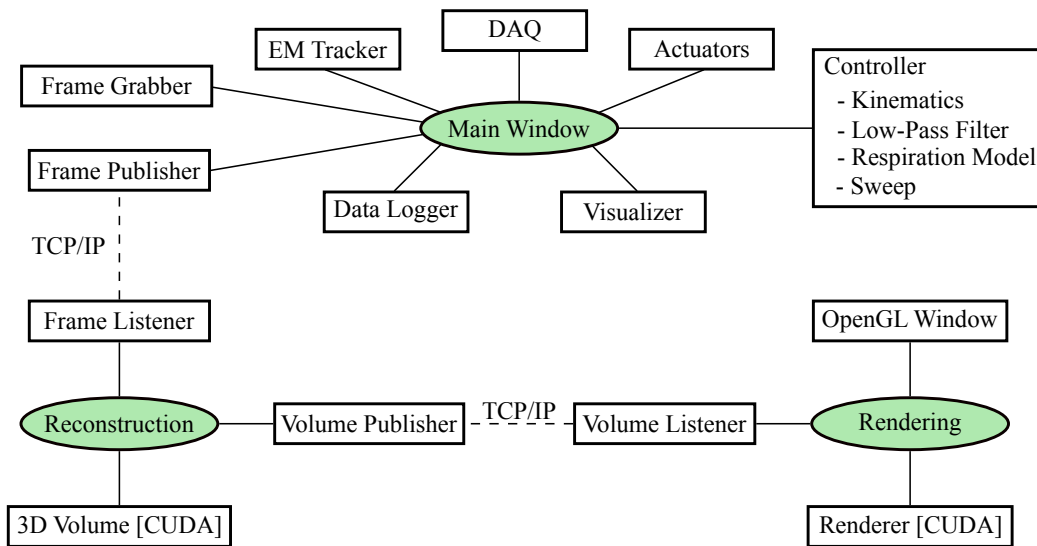 DAQ
EM Tracker
Actuators
Frame Grabber
Controller
- Kinematics
- Low-Pass Filter
- Respiration Model
- Sweep
Main Window
Frame Publisher
Data Logger
Visualizer
TCP/IP
Frame Listener
OpenGL Window
Reconstruction
Volume Publisher
TCP/IP
Volume Listener
Rendering
3D Volume [CUDA]
Renderer [CUDA]